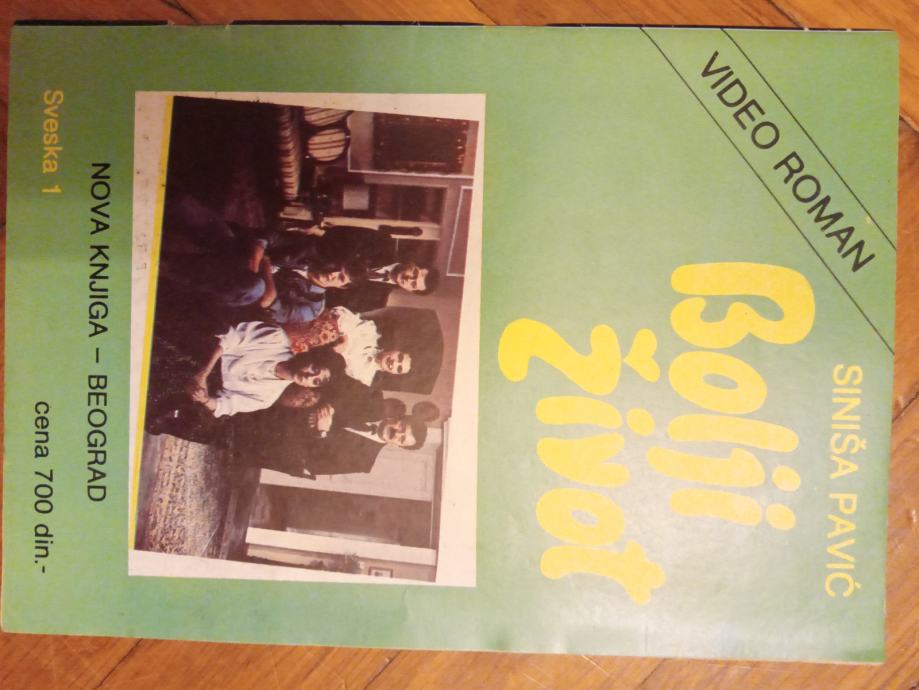 VIDEO ROMAN
SINIŠA PAVIĆ
Bolji
Život
NOVA KNJIGA – BEOGRAD
Sveska 1
cena 700 din.-